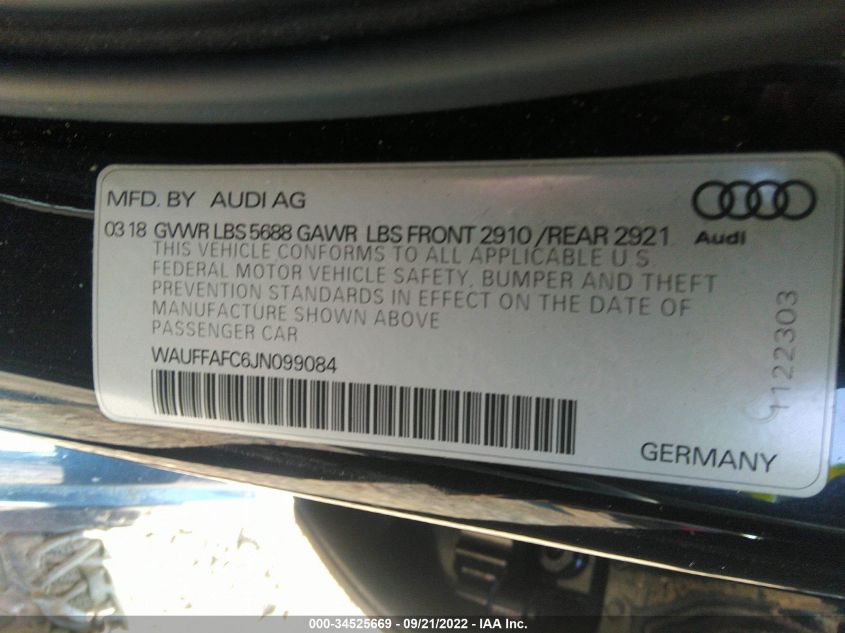 MFD. BY AUDI AG
Audi
03 18 GVWR LBS 5688 GAWR LBS FRONT 2910 /REAR 2921
THIS VEHICLE CONFORMS TO ALL APPLICABLE U.S.
FEDERAL MOTOR VEHICLE SAFETY, BUMPER AND THEFT
PREVENTION STANDARDS IN EFFECT ON THE DATE OF
MANUFACTURE SHOWN ABOVE
PASSENGER CAR
WAUFFAFC6JN099084
1122303
GERMANY
000-34525669 - 09/21/2022 - IAA Inc.